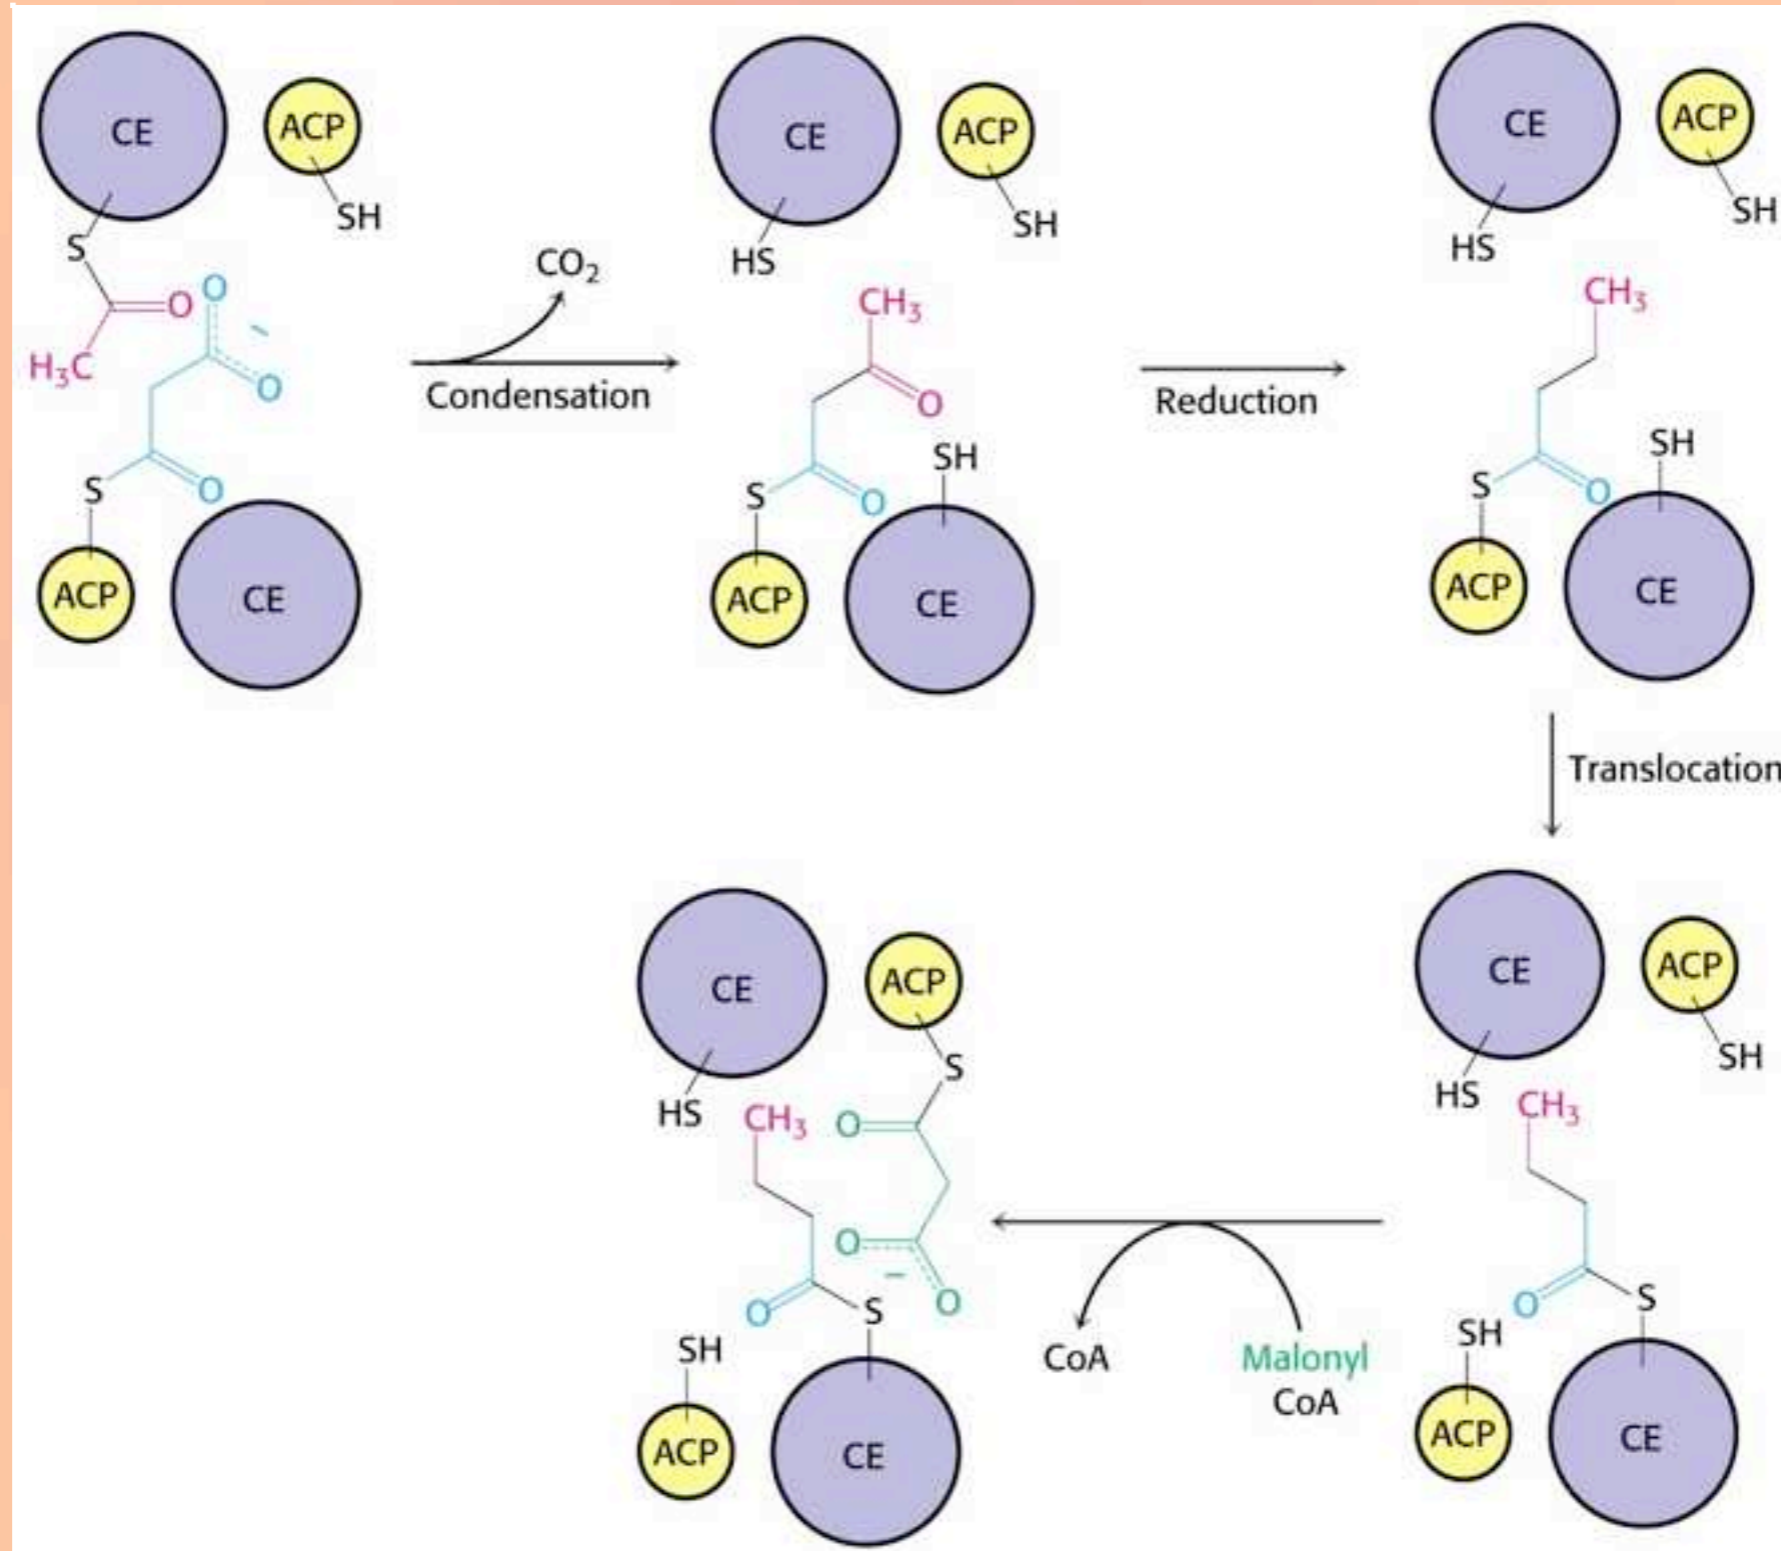 CE
ACP
SH
S
O
O
H₃C
O
S
O
ACP
CE
CO₂
Condensation
CE
ACP
SH
HS
CH₃
O
SH
S
O
ACP
CE
Reduction
CE
ACP
SH
HS
CH₃
SH
S
O
ACP
CE
Translocation
CE
ACP
SH
HS
CH₃
S
O
SH
ACP
CE
CoA
Malonyl
CoA
CE
ACP
S
HS
CH₃
O
O
O
O
S
SH
ACP
CE